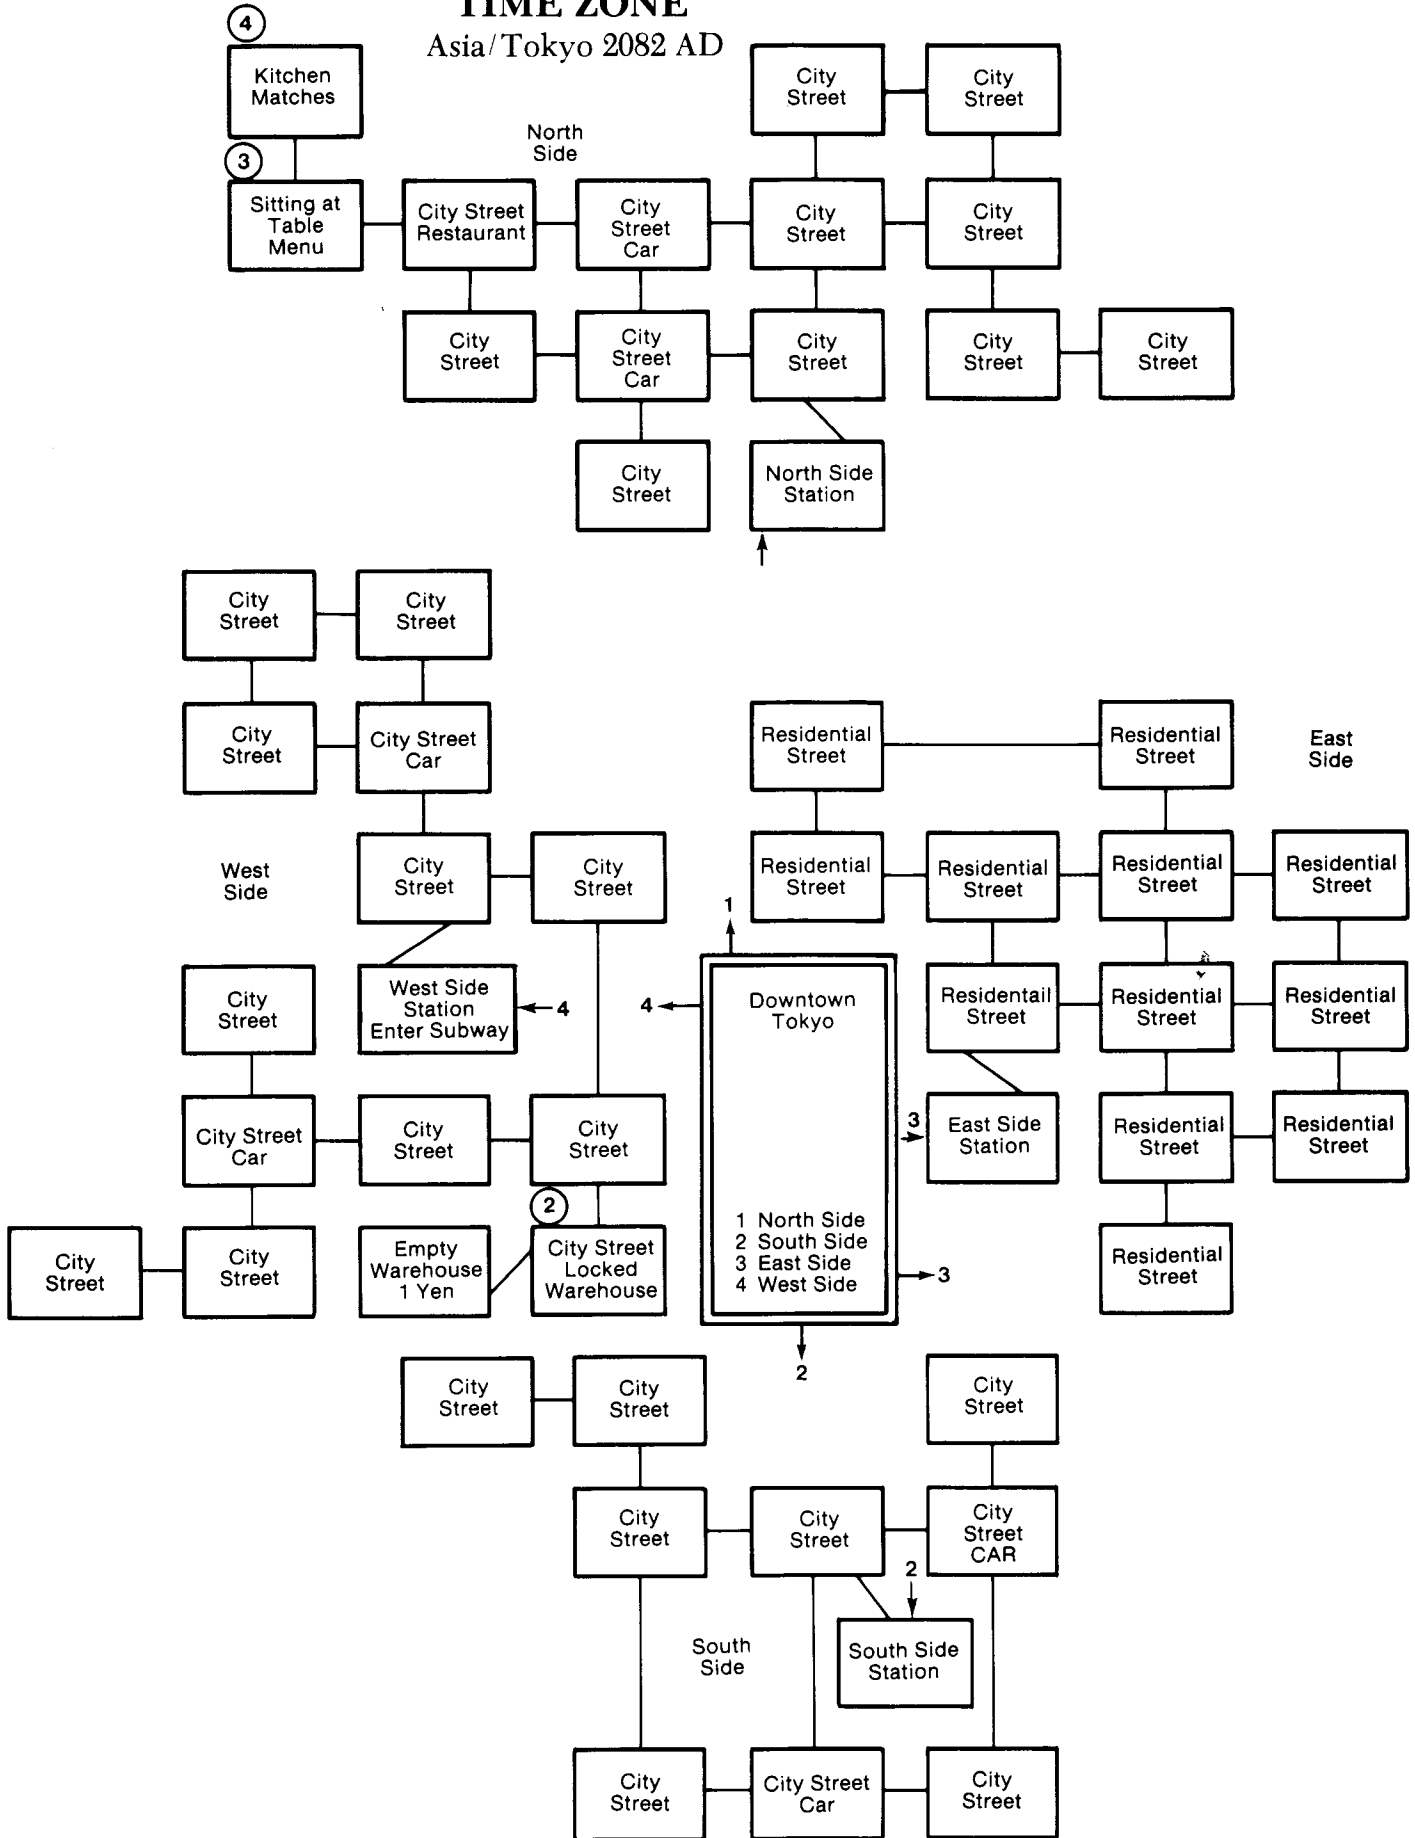 TIME ZONE
Asia/Tokyo 2082 AD
4
Kitchen
Matches
City
Street
City
Street
North
Side
3
Sitting at
Table
Menu
City Street
Restaurant
City
Street
Car
City
Street
City
Street
City
Street
City
Street
Car
City
Street
City
Street
City
Street
City
Street
North Side
Station
City
Street
City
Street
City
Street
City Street
Car
Residential
Street
Residential
Street
East
Side
West
Side
City
Street
City
Street
Residential
Street
Residential
Street
Residential
Street
Residential
Street
1
City
Street
West Side
Station
Enter Subway
4
4
Downtown
Tokyo
Residentail
Street
Residential
Street
Residential
Street
City Street
Car
City
Street
City
Street
3
East Side
Station
Residential
Street
Residential
Street
2
City
Street
City
Street
Empty
Warehouse
1 Yen
City Street
Locked
Warehouse
1 North Side
2 South Side
3 East Side
4 West Side
3
Residential
Street
2
City
Street
City
Street
City
Street
City
Street
City
Street
City
Street
CAR
2
South
Side
South Side
Station
City
Street
City Street
Car
City
Street